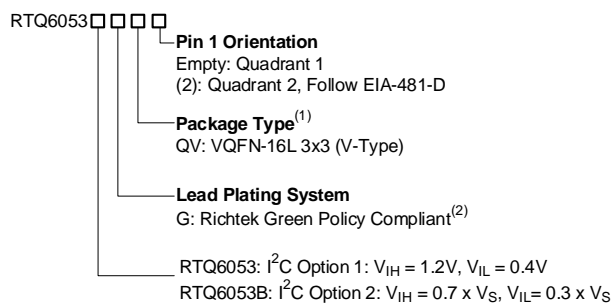 RTQ6053□□□□
Pin 1 Orientation
Empty: Quadrant 1
(2): Quadrant 2, Follow EIA-481-D
Package Type(1)
QV: VQFN-16L 3x3 (V-Type)
Lead Plating System
G: Richtek Green Policy Compliant(2)
RTQ6053: I2C Option 1: VIH = 1.2V, VIL = 0.4V
RTQ6053B: I2C Option 2: VIH = 0.7 x VS, VIL= 0.3 x VS